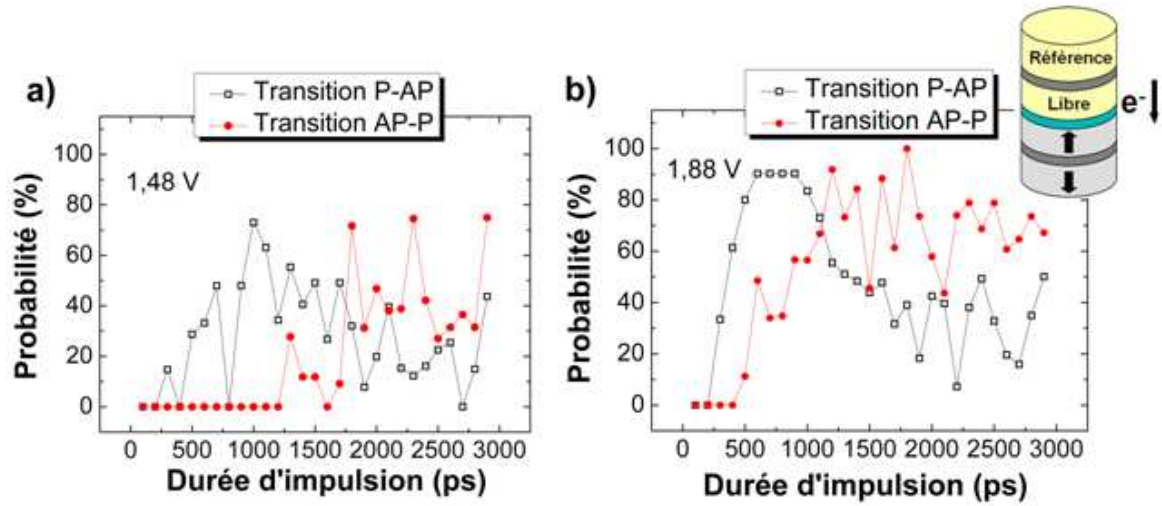 a)
Transition P-AP
Transition AP-P
1,48 V
Probabilité (%)
100
80
60
40
20
0
0 500 1000 1500 2000 2500 3000
Durée d'impulsion (ps)
b)
Transition P-AP
Transition AP-P
1,88 V
Probabilité (%)
100
80
60
40
20
0
0 500 1000 1500 2000 2500 3000
Durée d'impulsion (ps)
Référence
Libre
e-